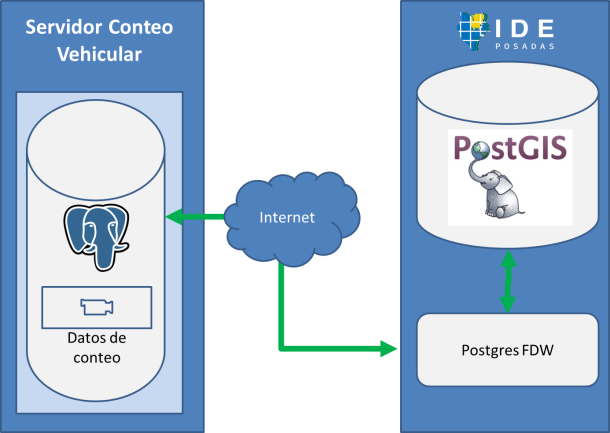 Servidor Conteo
Vehicular
Datos de
conteo
Internet
IDE
POSADAS
PostGIS
Postgres FDW